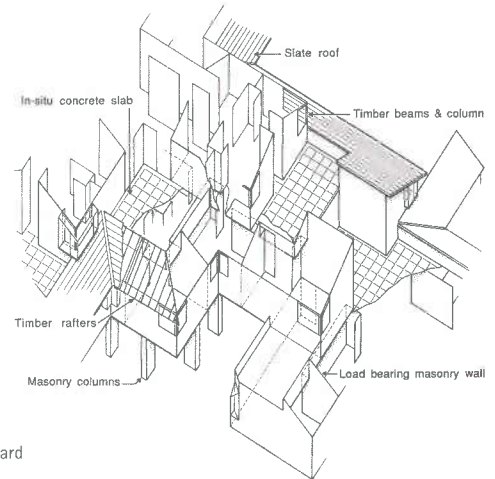 Slate roof
In-situ concrete slab
Timber beams & column
Timber rafters
Masonry columns
Load bearing masonry wall
ard